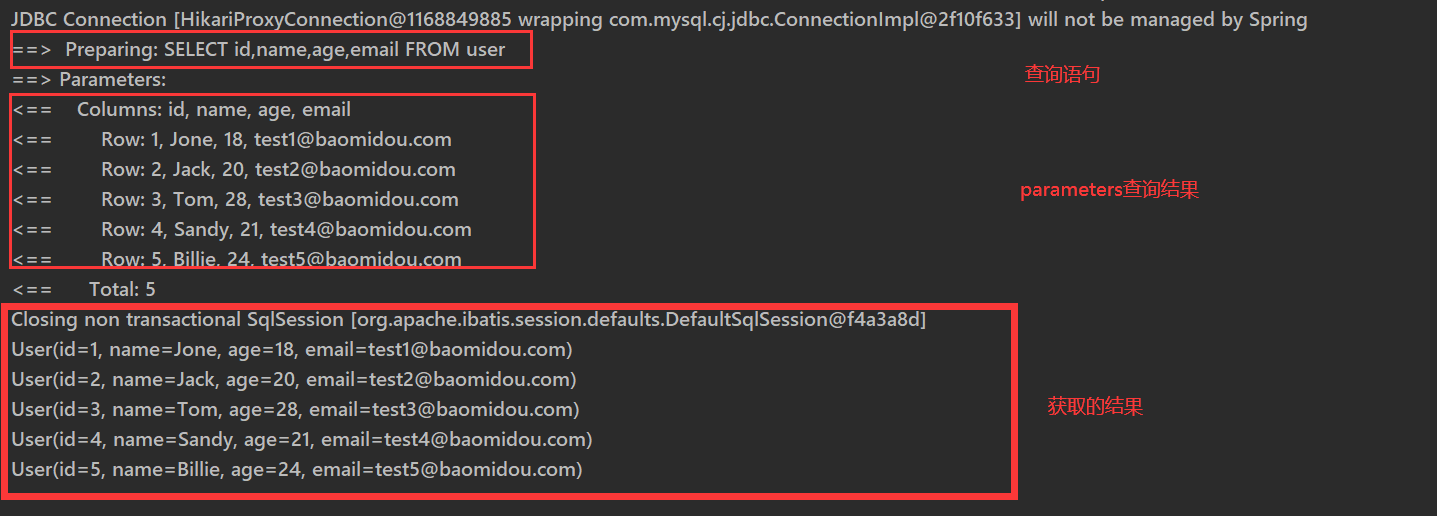 JDBC Connection [HikariProxyConnection@1168849885 wrapping com.mysql.cj.jdbc.ConnectionImpl@2f10f633] will not be managed by Spring
==>  Preparing: SELECT id,name,age,email FROM user
查询语句
==> Parameters:
<==    Columns: id, name, age, email
<==        Row: 1, Jone, 18, test1@baomidou.com
<==        Row: 2, Jack, 20, test2@baomidou.com
parameters查询结果
<==        Row: 3, Tom, 28, test3@baomidou.com
<==        Row: 4, Sandy, 21, test4@baomidou.com
<==        Row: 5, Billie, 24, test5@baomidou.com
<==      Total: 5
Closing non transactional SqlSession [org.apache.ibatis.session.defaults.DefaultSqlSession@f4a3a8d]
User(id=1, name=Jone, age=18, email=test1@baomidou.com)
User(id=2, name=Jack, age=20, email=test2@baomidou.com)
获取的结果
User(id=3, name=Tom, age=28, email=test3@baomidou.com)
User(id=4, name=Sandy, age=21, email=test4@baomidou.com)
User(id=5, name=Billie, age=24, email=test5@baomidou.com)